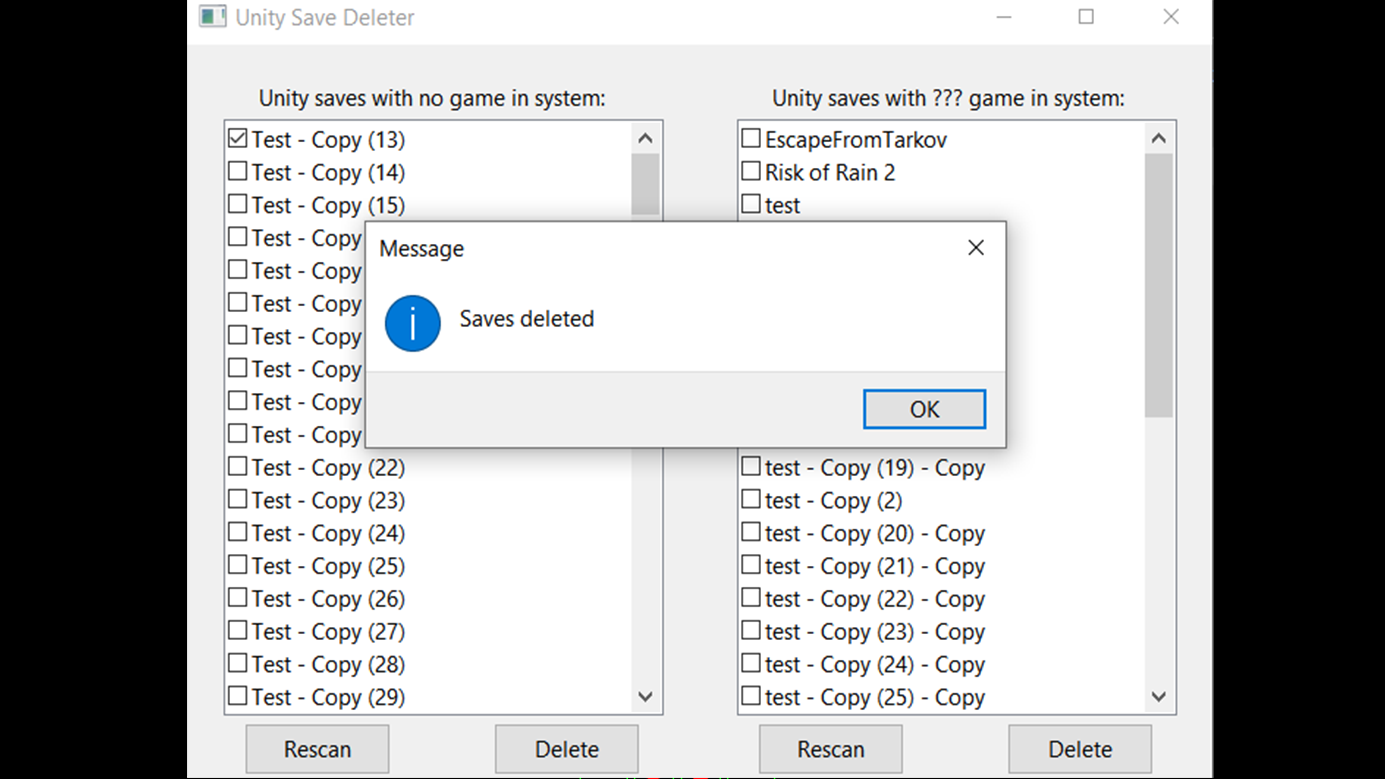 Unity Save Deleter
Unity saves with no game in system:
Test - Copy (13)
Test - Copy (14)
Test - Copy (15)
Test - Copy
Test - Copy
Test - Copy
Test - Copy
Test - Copy
Test - Copy
Test - Copy
Test - Copy (22)
Test - Copy (23)
Test - Copy (24)
Test - Copy (25)
Test - Copy (26)
Test - Copy (27)
Test - Copy (28)
Test - Copy (29)
Rescan
Delete
Unity saves with ??? game in system:
EscapeFromTarkov
Risk of Rain 2
test
test - Copy (19) - Copy
test - Copy (2)
test - Copy (20) - Copy
test - Copy (21) - Copy
test - Copy (22) - Copy
test - Copy (23) - Copy
test - Copy (24) - Copy
test - Copy (25) - Copy
Rescan
Delete
Message
Saves deleted
OK